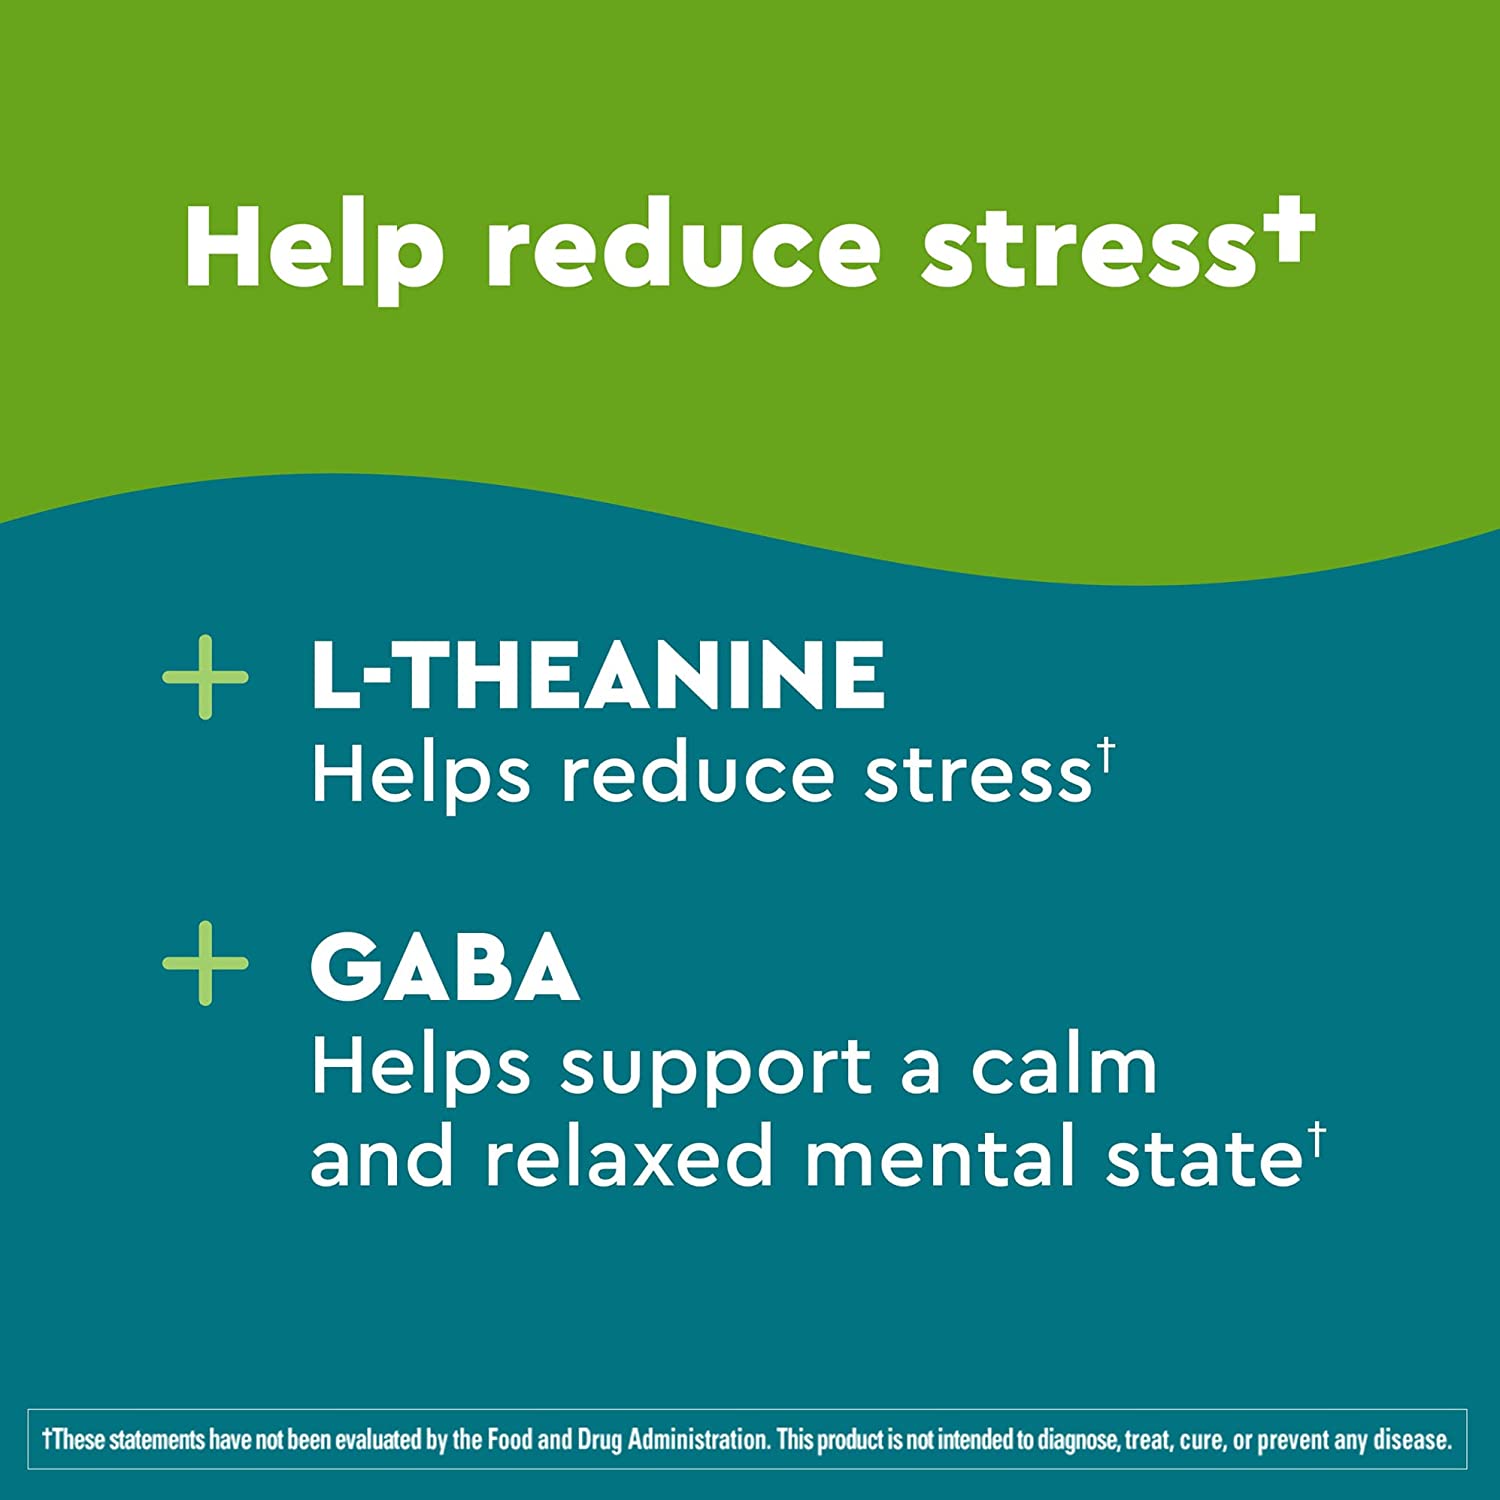 Help reduce stress†
L-THEANINE
Helps reduce stress†
GABA
Helps support a calm
and relaxed mental state†
†These statements have not been evaluated by the Food and Drug Administration. This product is not intended to diagnose, treat, cure, or prevent any disease.